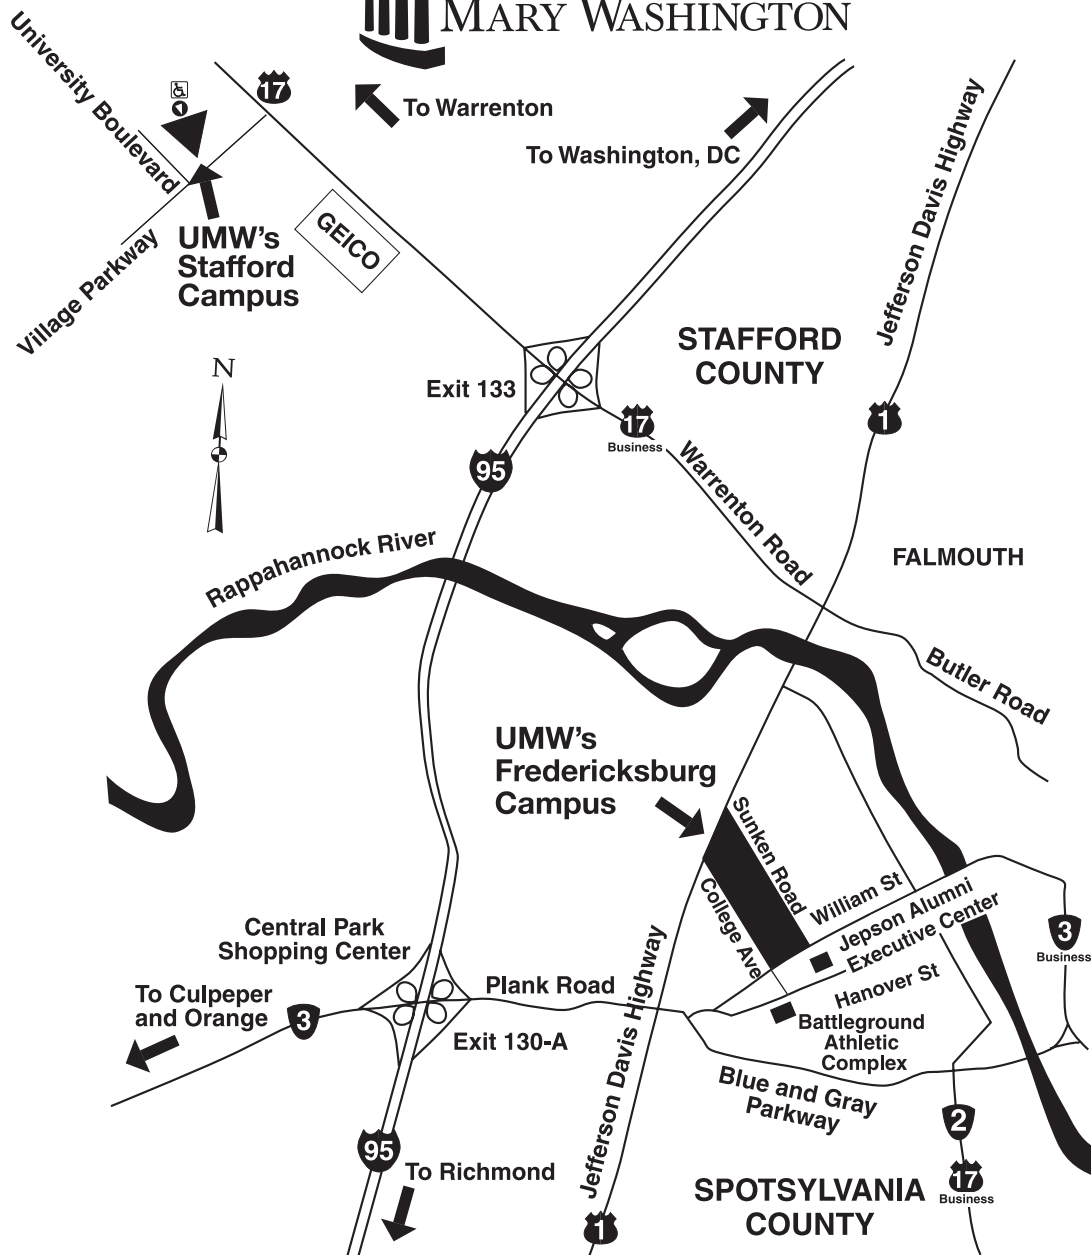 MARY WASHINGTON
University Boulevard
17
To Warrenton
To Washington, DC
Jefferson Davis Highway
GEICO
UMW’s
Stafford
Campus
Village Parkway
STAFFORD
COUNTY
N
Exit 133
17
Business
1
95
Warrenton Road
Rappahannock River
FALMOUTH
Butler Road
UMW’s
Fredericksburg
Campus
Sunken Road
College Ave
William St
Jepson Alumni
Executive Center
3
Business
Central Park
Shopping Center
Plank Road
Hanover St
To Culpeper
and Orange
3
Exit 130-A
Battleground
Athletic
Complex
Jefferson Davis Highway
Blue and Gray
Parkway
2
95
To Richmond
17
Business
SPOTSYLVANIA
COUNTY
1